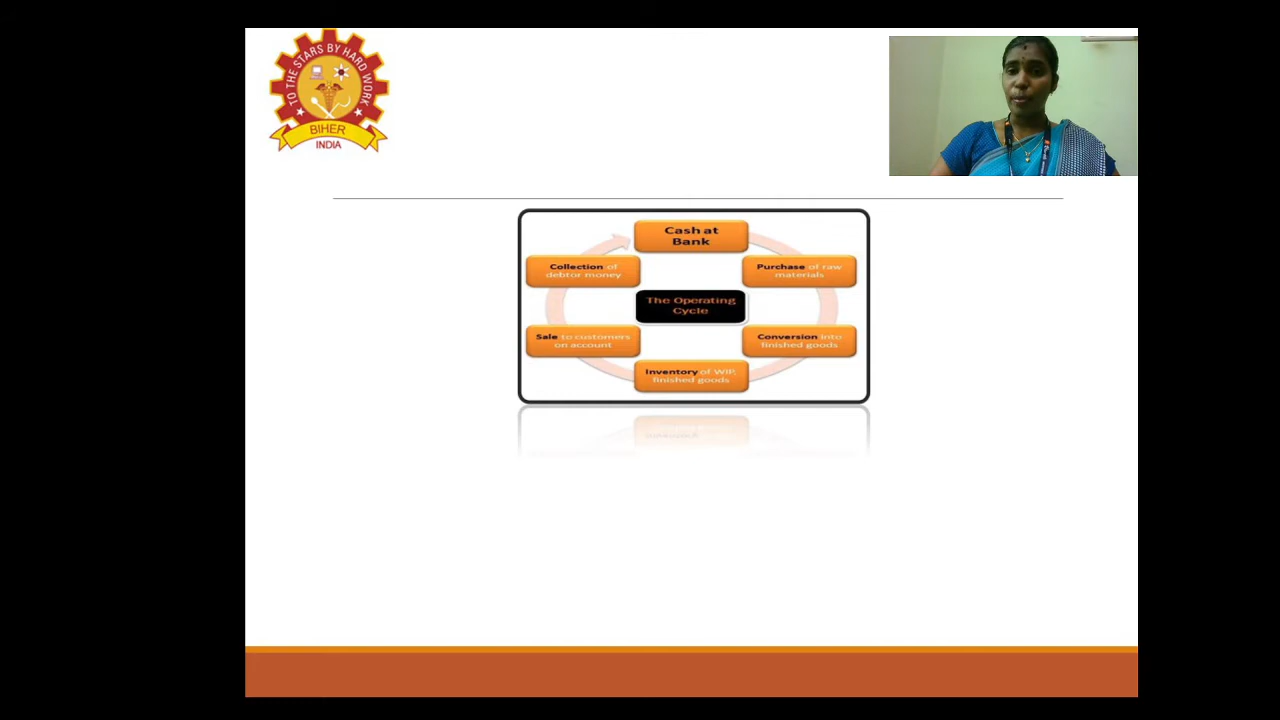 TO THE STARS BY HARD WORK
BIHER
INDIA
Cash at
Bank
Collection of
debtor money
Purchase of raw
materials
The Operating
Cycle
Sale to customers
on account
Conversion into
finished goods
Inventory of WIP,
finished goods